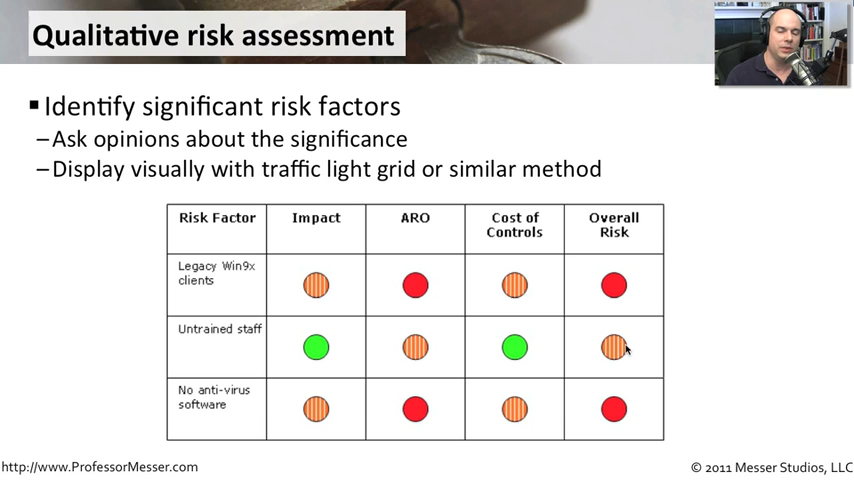 Qualitative risk assessment
▪ Identify significant risk factors
–Ask opinions about the significance
–Display visually with traffic light grid or similar method
Risk Factor Impact ARO Cost of Controls Overall Risk
Legacy Win9x clients
Untrained staff
No anti-virus software
http://www.ProfessorMesser.com
© 2011 Messer Studios, LLC